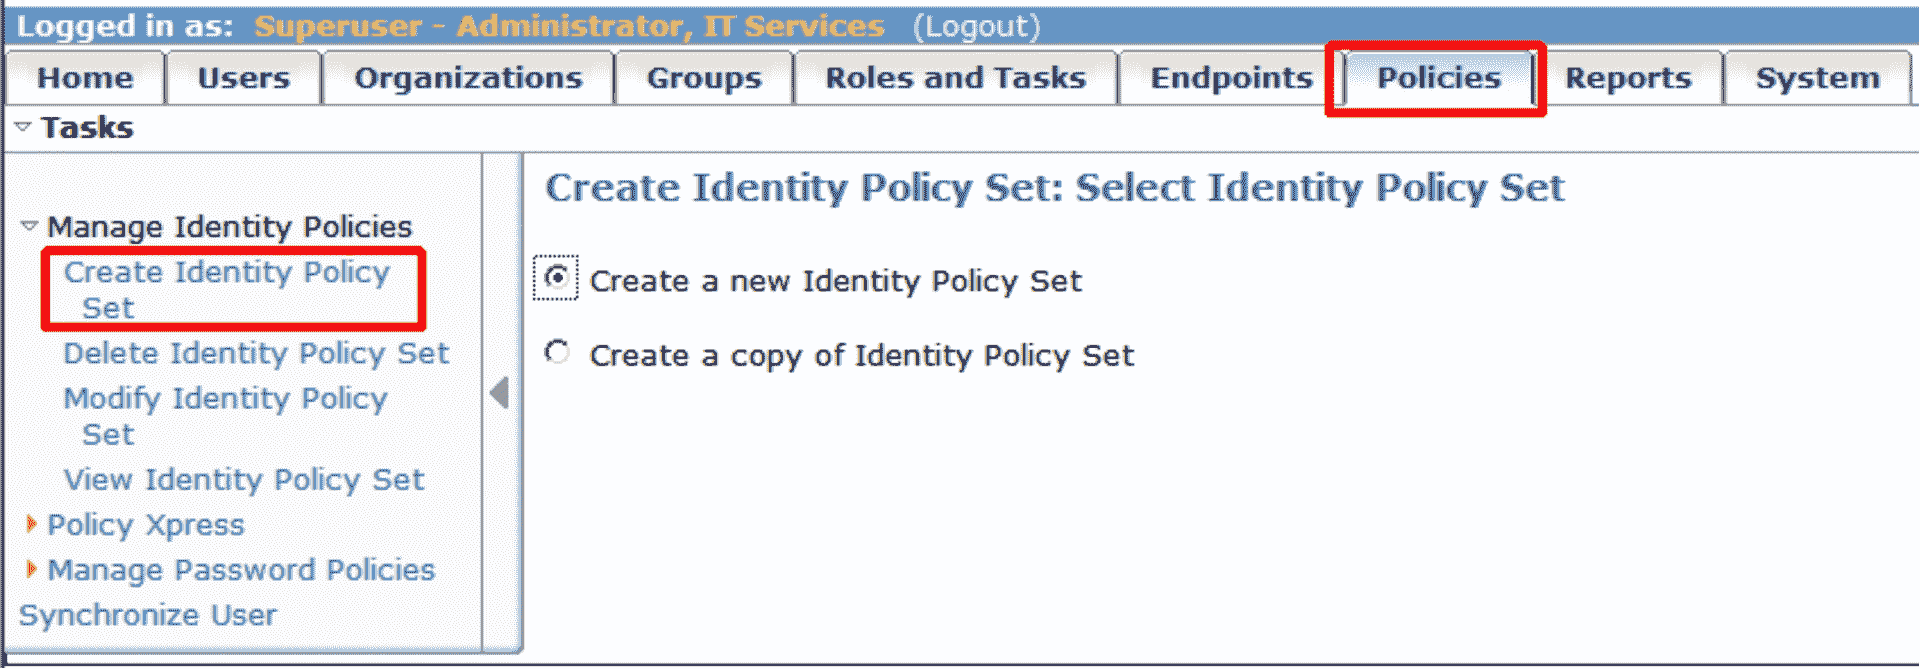 Logged in as: Superuser - Administrator, IT Services (Logout)
Home Users Organizations Groups Roles and Tasks Endpoints Policies Reports System
Tasks
Manage Identity Policies
Create Identity Policy
Set
Delete Identity Policy Set
Modify Identity Policy
Set
View Identity Policy Set
Policy Xpress
Manage Password Policies
Synchronize User
Create Identity Policy Set: Select Identity Policy Set
Create a new Identity Policy Set
Create a copy of Identity Policy Set